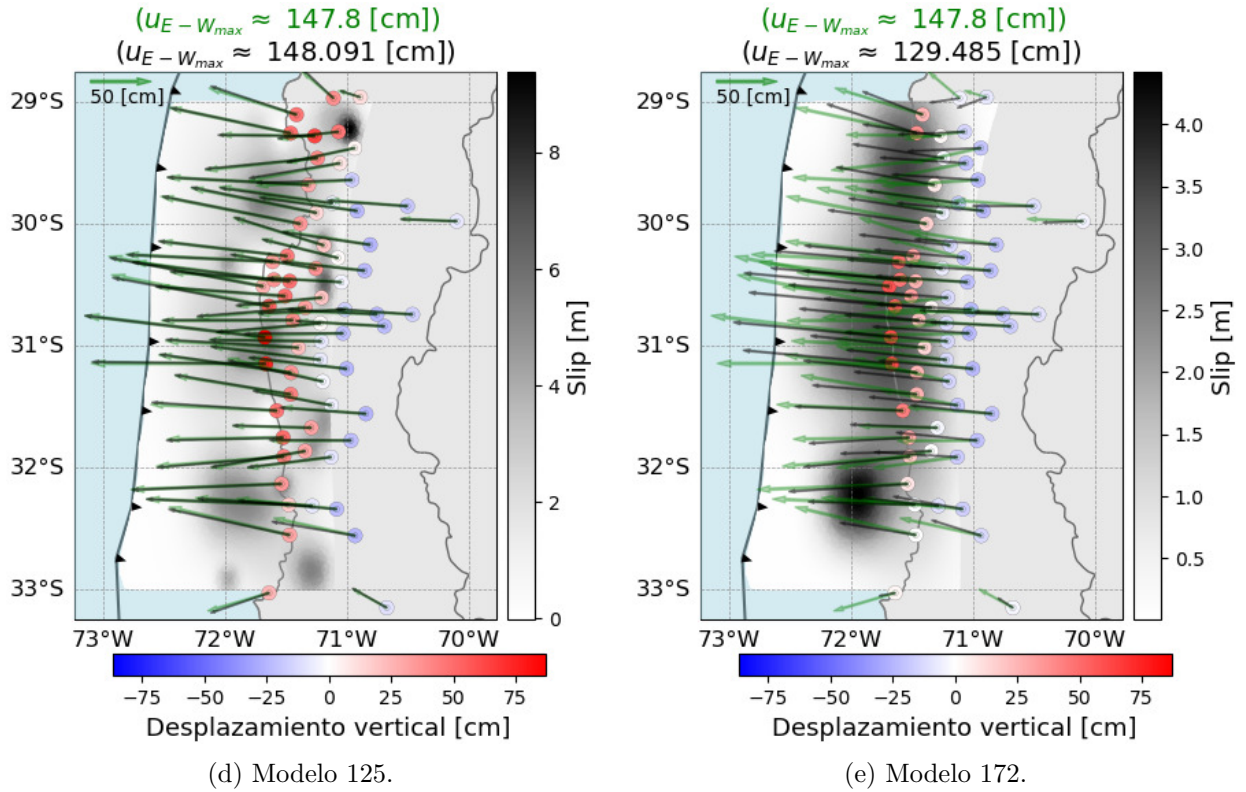 (u_{E-W_{max}} ≈ 147.8 [cm])
(u_{E-W_{max}} ≈ 148.091 [cm])
50 [cm]
29°S
30°S
31°S
32°S
33°S
73°W 72°W 71°W 70°W
8
6
4
2
0
Slip [m]
−75 −50 −25 0 25 50 75
Desplazamiento vertical [cm]
(d) Modelo 125.
(u_{E-W_{max}} ≈ 147.8 [cm])
(u_{E-W_{max}} ≈ 129.485 [cm])
50 [cm]
29°S
30°S
31°S
32°S
33°S
73°W 72°W 71°W 70°W
4.0
3.5
3.0
2.5
2.0
1.5
1.0
0.5
Slip [m]
−75 −50 −25 0 25 50 75
Desplazamiento vertical [cm]
(e) Modelo 172.